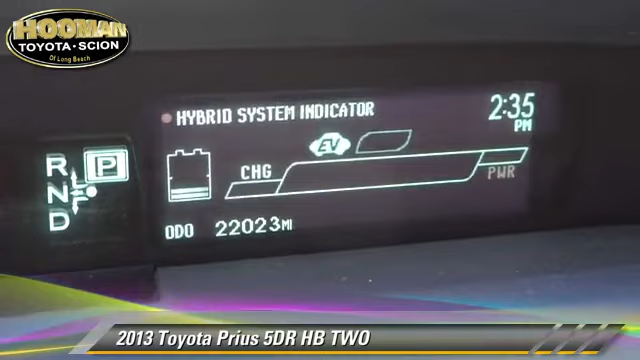 HOOMAN
TOYOTA • SCION
Of Long Beach
HYBRID SYSTEM INDICATOR
2:35
PM
EV
CHG
PWR
ODO 22023MI
R
N
D
P
2013 Toyota Prius 5DR HB TWO